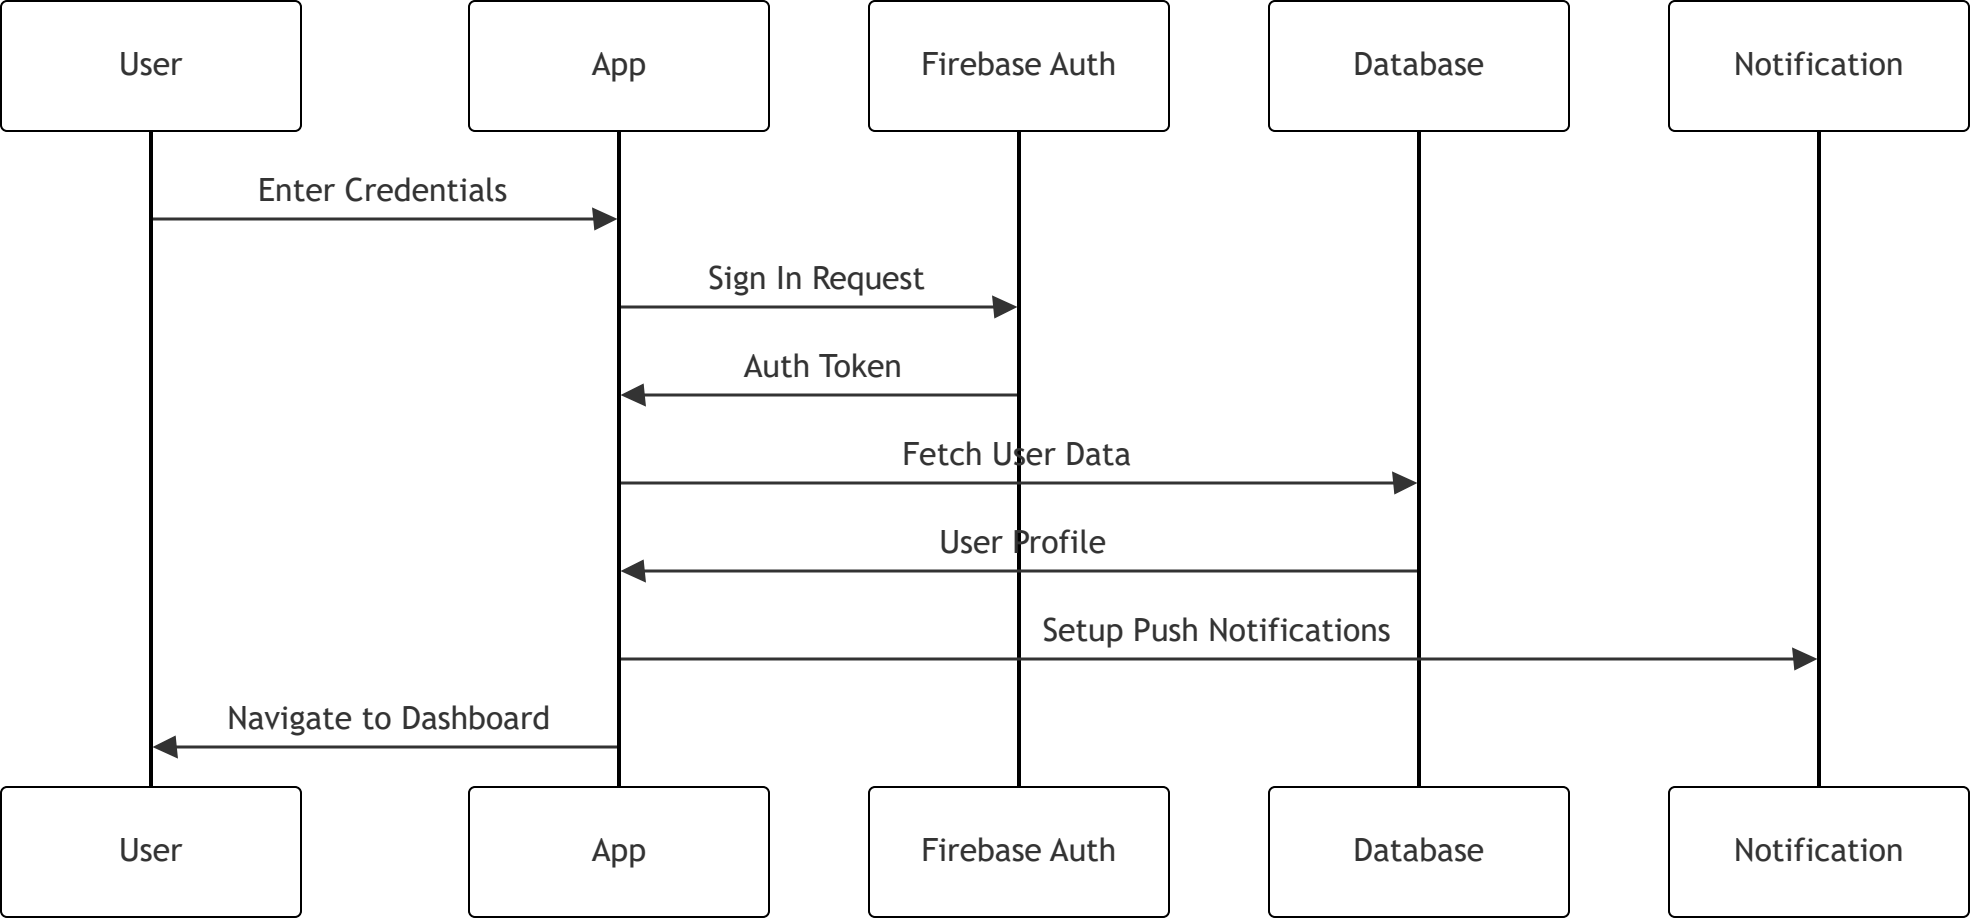 User
App
Firebase Auth
Database
Notification
Enter Credentials
Sign In Request
Auth Token
Fetch User Data
User Profile
Setup Push Notifications
Navigate to Dashboard
User
App
Firebase Auth
Database
Notification